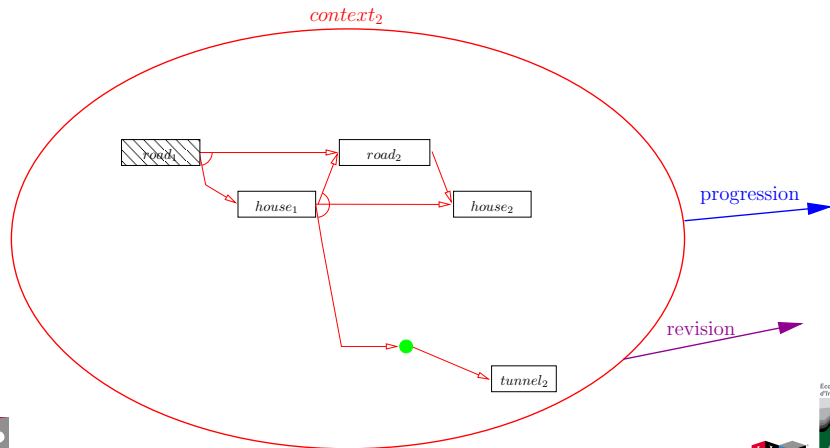 context₂
road₁
road₂
house₁
house₂
progression
revision
tunnel₂